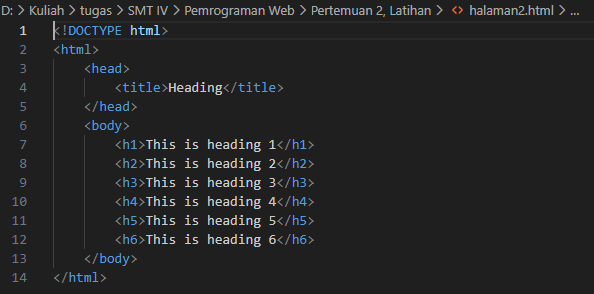 D: > Kuliah > tugas > SMT IV > Pemrograman Web > Pertemuan 2, Latihan > <> halaman2.html > ...
1 <!DOCTYPE html>
2 <html>
3     <head>
4         <title>Heading</title>
5     </head>
6     <body>
7         <h1>This is heading 1</h1>
8         <h2>This is heading 2</h2>
9         <h3>This is heading 3</h3>
10         <h4>This is heading 4</h4>
11         <h5>This is heading 5</h5>
12         <h6>This is heading 6</h6>
13     </body>
14 </html>